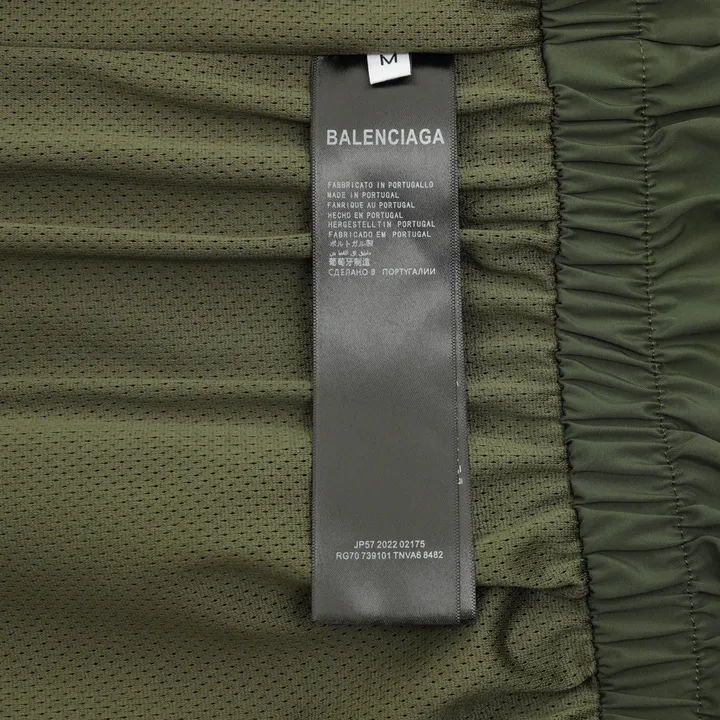 M
BALENCIAGA
FABBRICATO IN PORTUGALLO
MADE IN PORTUGAL
FANRIQUE AU PORTUGAL
HECHO EN PORTUGAL
HERGESTELLTIN PORTUGAL
FABRICADO EM PORTUGAL
ポルトガル製
葡萄牙制造
СДЕЛАНО В ПОРТУГАЛИИ
JP57 2022 02175
RG70 739101 TNVA6 8482